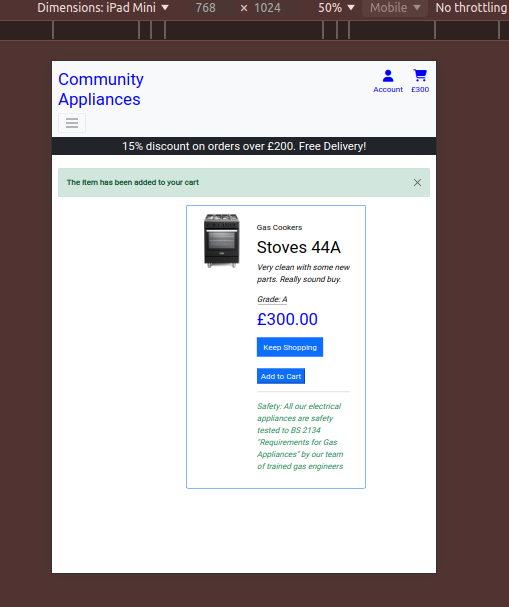 Dimensions: iPad Mini ▼ 768 × 1024 50% ▼ Mobile ▼ No throttling
Community
Appliances
Account £300
15% discount on orders over £200. Free Delivery!
The item has been added to your cart
Gas Cookers
Stoves 44A
Very clean with some new
parts. Really sound buy.
Grade: A
£300.00
Keep Shopping
Add to Cart
Safety: All our electrical
appliances are safety
tested to BS 2134
"Requirements for Gas
Appliances" by our team
of trained gas engineers